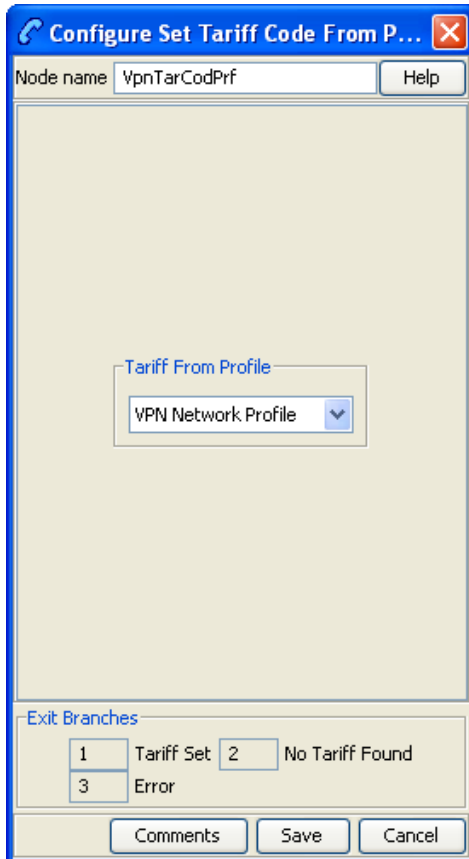 Configure Set Tariff Code From P...
Node name VpnTarCodPrf Help
Tariff From Profile
VPN Network Profile
Exit Branches
1 Tariff Set 2 No Tariff Found
3 Error
Comments Save Cancel